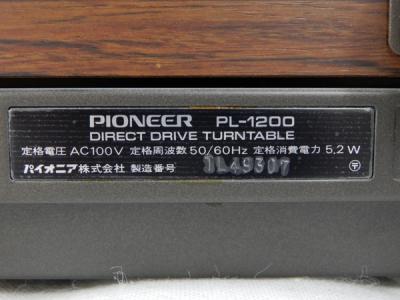 PIONEER PL-1200
DIRECT DRIVE TURNTABLE
定格電圧 AC100V 定格周波数 50/60Hz 定格消費電力 5.2W
パイオニア株式会社 製造番号 JL49307 〒